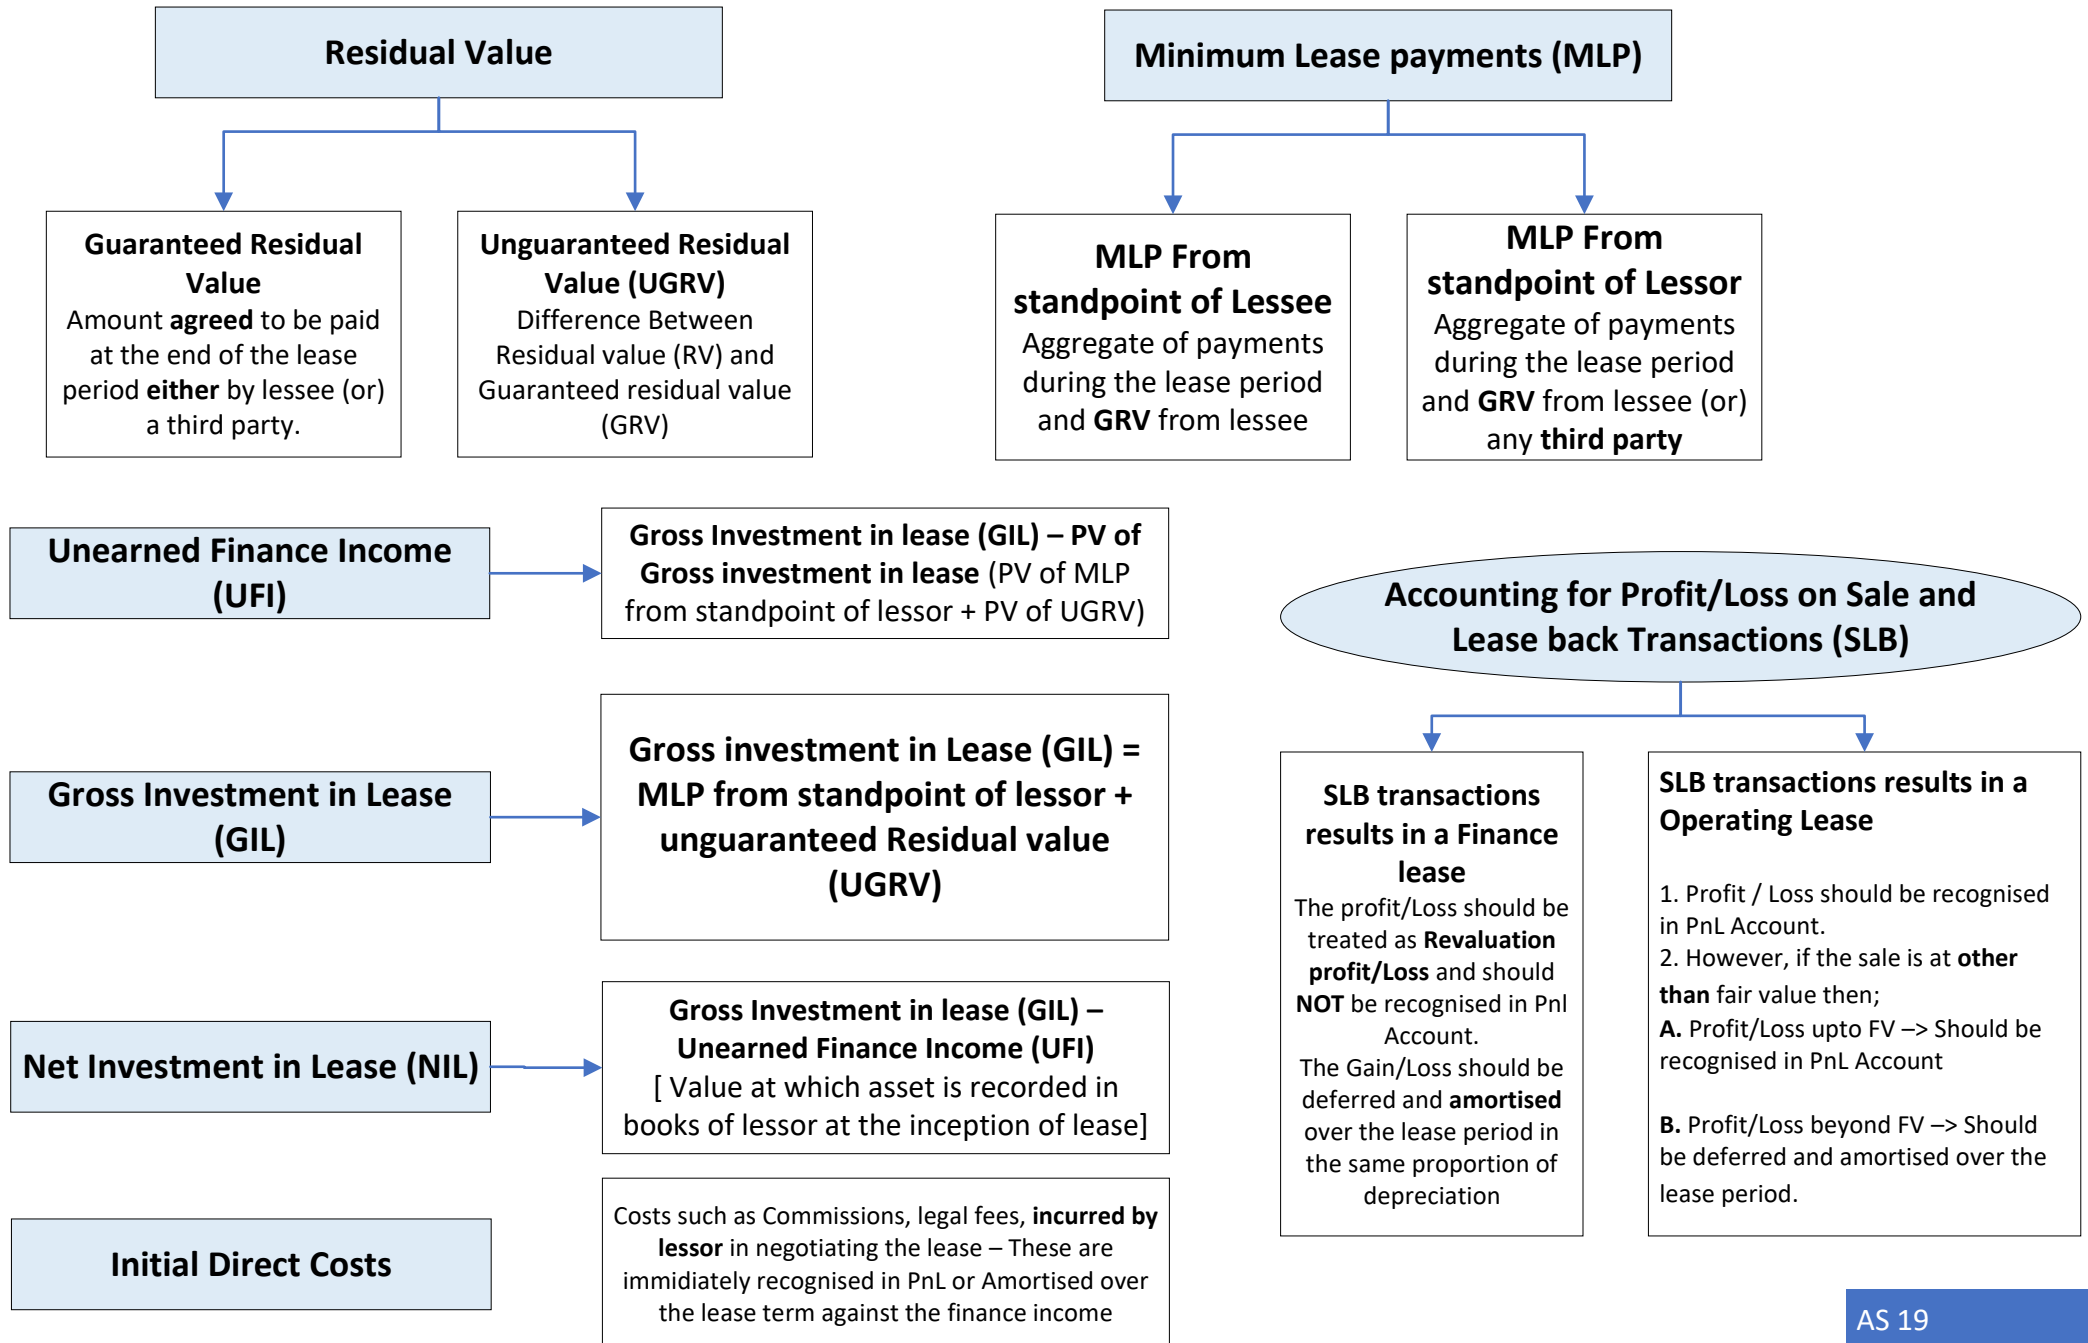 Residual Value
Minimum Lease payments (MLP)
Guaranteed Residual
Value
Amount agreed to be paid
at the end of the lease
period either by lessee (or)
a third party.
Unguaranteed Residual
Value (UGRV)
Difference Between
Residual value (RV) and
Guaranteed residual value
(GRV)
MLP From
standpoint of Lessee
Aggregate of payments
during the lease period
and GRV from lessee
MLP From
standpoint of Lessor
Aggregate of payments
during the lease period
and GRV from lessee (or)
any third party
Unearned Finance Income
(UFI)
Gross Investment in lease (GIL) – PV of
Gross investment in lease (PV of MLP
from standpoint of lessor + PV of UGRV)
Gross Investment in Lease
(GIL)
Gross investment in Lease (GIL) =
MLP from standpoint of lessor +
unguaranteed Residual value
(UGRV)
Net Investment in Lease (NIL)
Gross Investment in lease (GIL) –
Unearned Finance Income (UFI)
[ Value at which asset is recorded in
books of lessor at the inception of lease]
Initial Direct Costs
Costs such as Commissions, legal fees, incurred by
lessor in negotiating the lease – These are
immidiately recognised in PnL or Amortised over
the lease term against the finance income
Accounting for Profit/Loss on Sale and
Lease back Transactions (SLB)
SLB transactions
results in a Finance
lease
The profit/Loss should be
treated as Revaluation
profit/Loss and should
NOT be recognised in Pnl
Account.
The Gain/Loss should be
deferred and amortised
over the lease period in
the same proportion of
depreciation
SLB transactions results in a
Operating Lease
1. Profit / Loss should be recognised
in PnL Account.
2. However, if the sale is at other
than fair value then;
A. Profit/Loss upto FV –> Should be
recognised in PnL Account
B. Profit/Loss beyond FV –> Should
be deferred and amortised over the
lease period.
AS 19